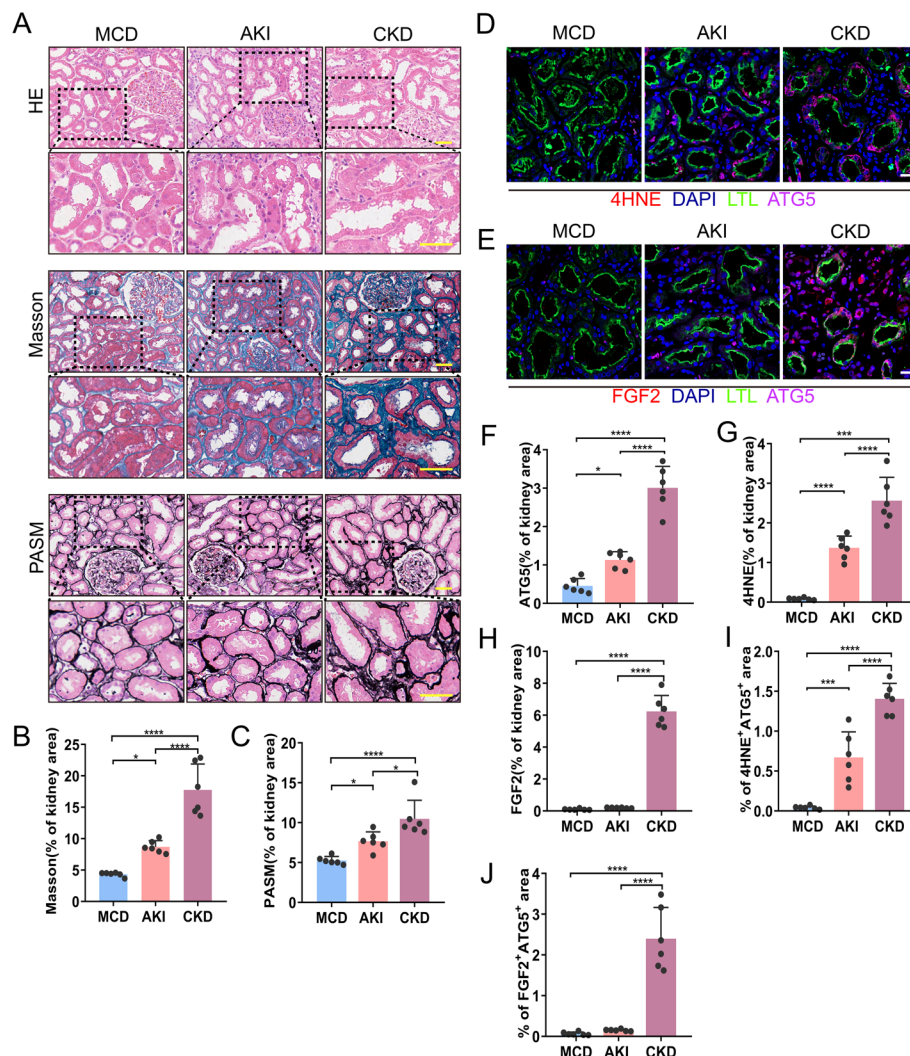 A
MCD AKI CKD
HE
Masson
PASM
B
Masson(% of kidney area)
25
20
15
10
5
0
****
* ****
MCD AKI CKD
C
PASM(% of kidney area)
15
10
5
0
****
* *
MCD AKI CKD
D
MCD AKI CKD
4HNE DAPI LTL ATG5
E
MCD AKI CKD
FGF2 DAPI LTL ATG5
F
ATG5(% of kidney area)
4
3
2
1
0
****
* ****
MCD AKI CKD
G
4HNE(% of kidney area)
4
3
2
1
0
***
**** ****
MCD AKI CKD
H
FGF2(% of kidney area)
10
8
6
4
2
0
****
****
MCD AKI CKD
I
% of 4HNE⁺ATG5⁺ area
2.0
1.5
1.0
0.5
0.0
****
*** ****
MCD AKI CKD
J
% of FGF2⁺ATG5⁺ area
4
3
2
1
0
****
****
MCD AKI CKD